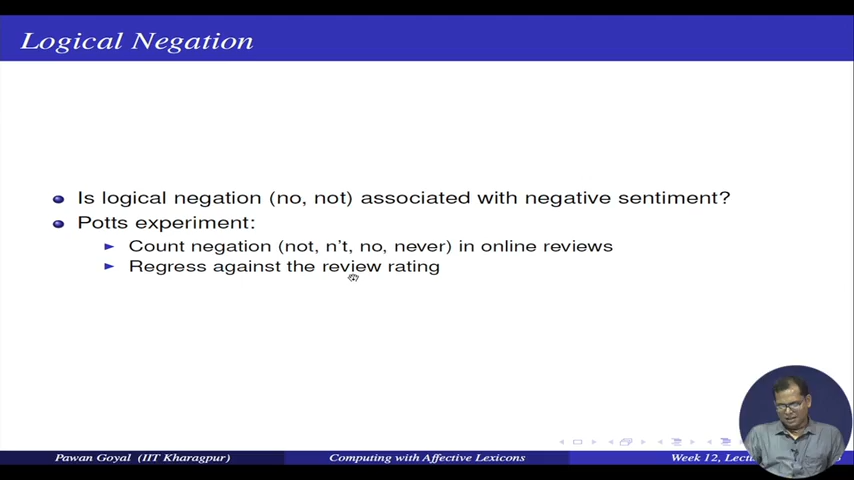 Logical Negation
Is logical negation (no, not) associated with negative sentiment?
Potts experiment:
Count negation (not, n't, no, never) in online reviews
Regress against the review rating
Pawan Goyal (IIT Kharagpur)
Computing with Affective Lexicons
Week 12,